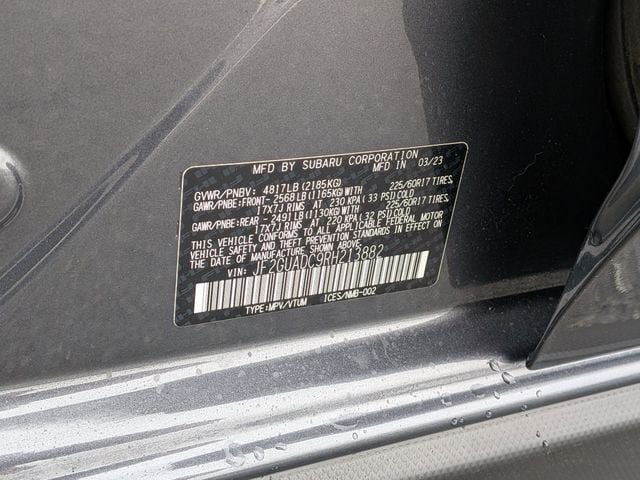 MFD BY SUBARU CORPORATION
MFD IN 03/23
GVWR/PNBV: 4817LB(2185KG)
GAWR/PNBE:FRONT-2568LB(1165KG)WITH 225/60R17 TIRES,
17X7J RIMS AT 230 KPA(33 PSI)COLD
GAWR/PNBE:REAR -2491LB(1130KG)WITH 225/60R17 TIRES,
17X7J RIMS AT 220 KPA(32 PSI)COLD
THIS VEHICLE CONFORMS TO ALL APPLICABLE FEDERAL MOTOR
VEHICLE SAFETY AND THEFT PREVENTION STANDARDS IN EFFECT ON
THE DATE OF MANUFACTURE SHOWN ABOVE
VIN: JF2GUADC9RH213882
TYPE:MPV/VTUM ICES/NMB-002